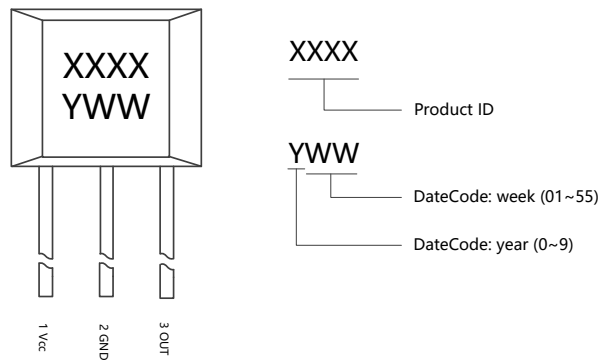 XXXX
YWW
1 Vcc
2 GND
3 OUT
XXXX
Product ID
YWW
DateCode: week (01~55)
DateCode: year (0~9)